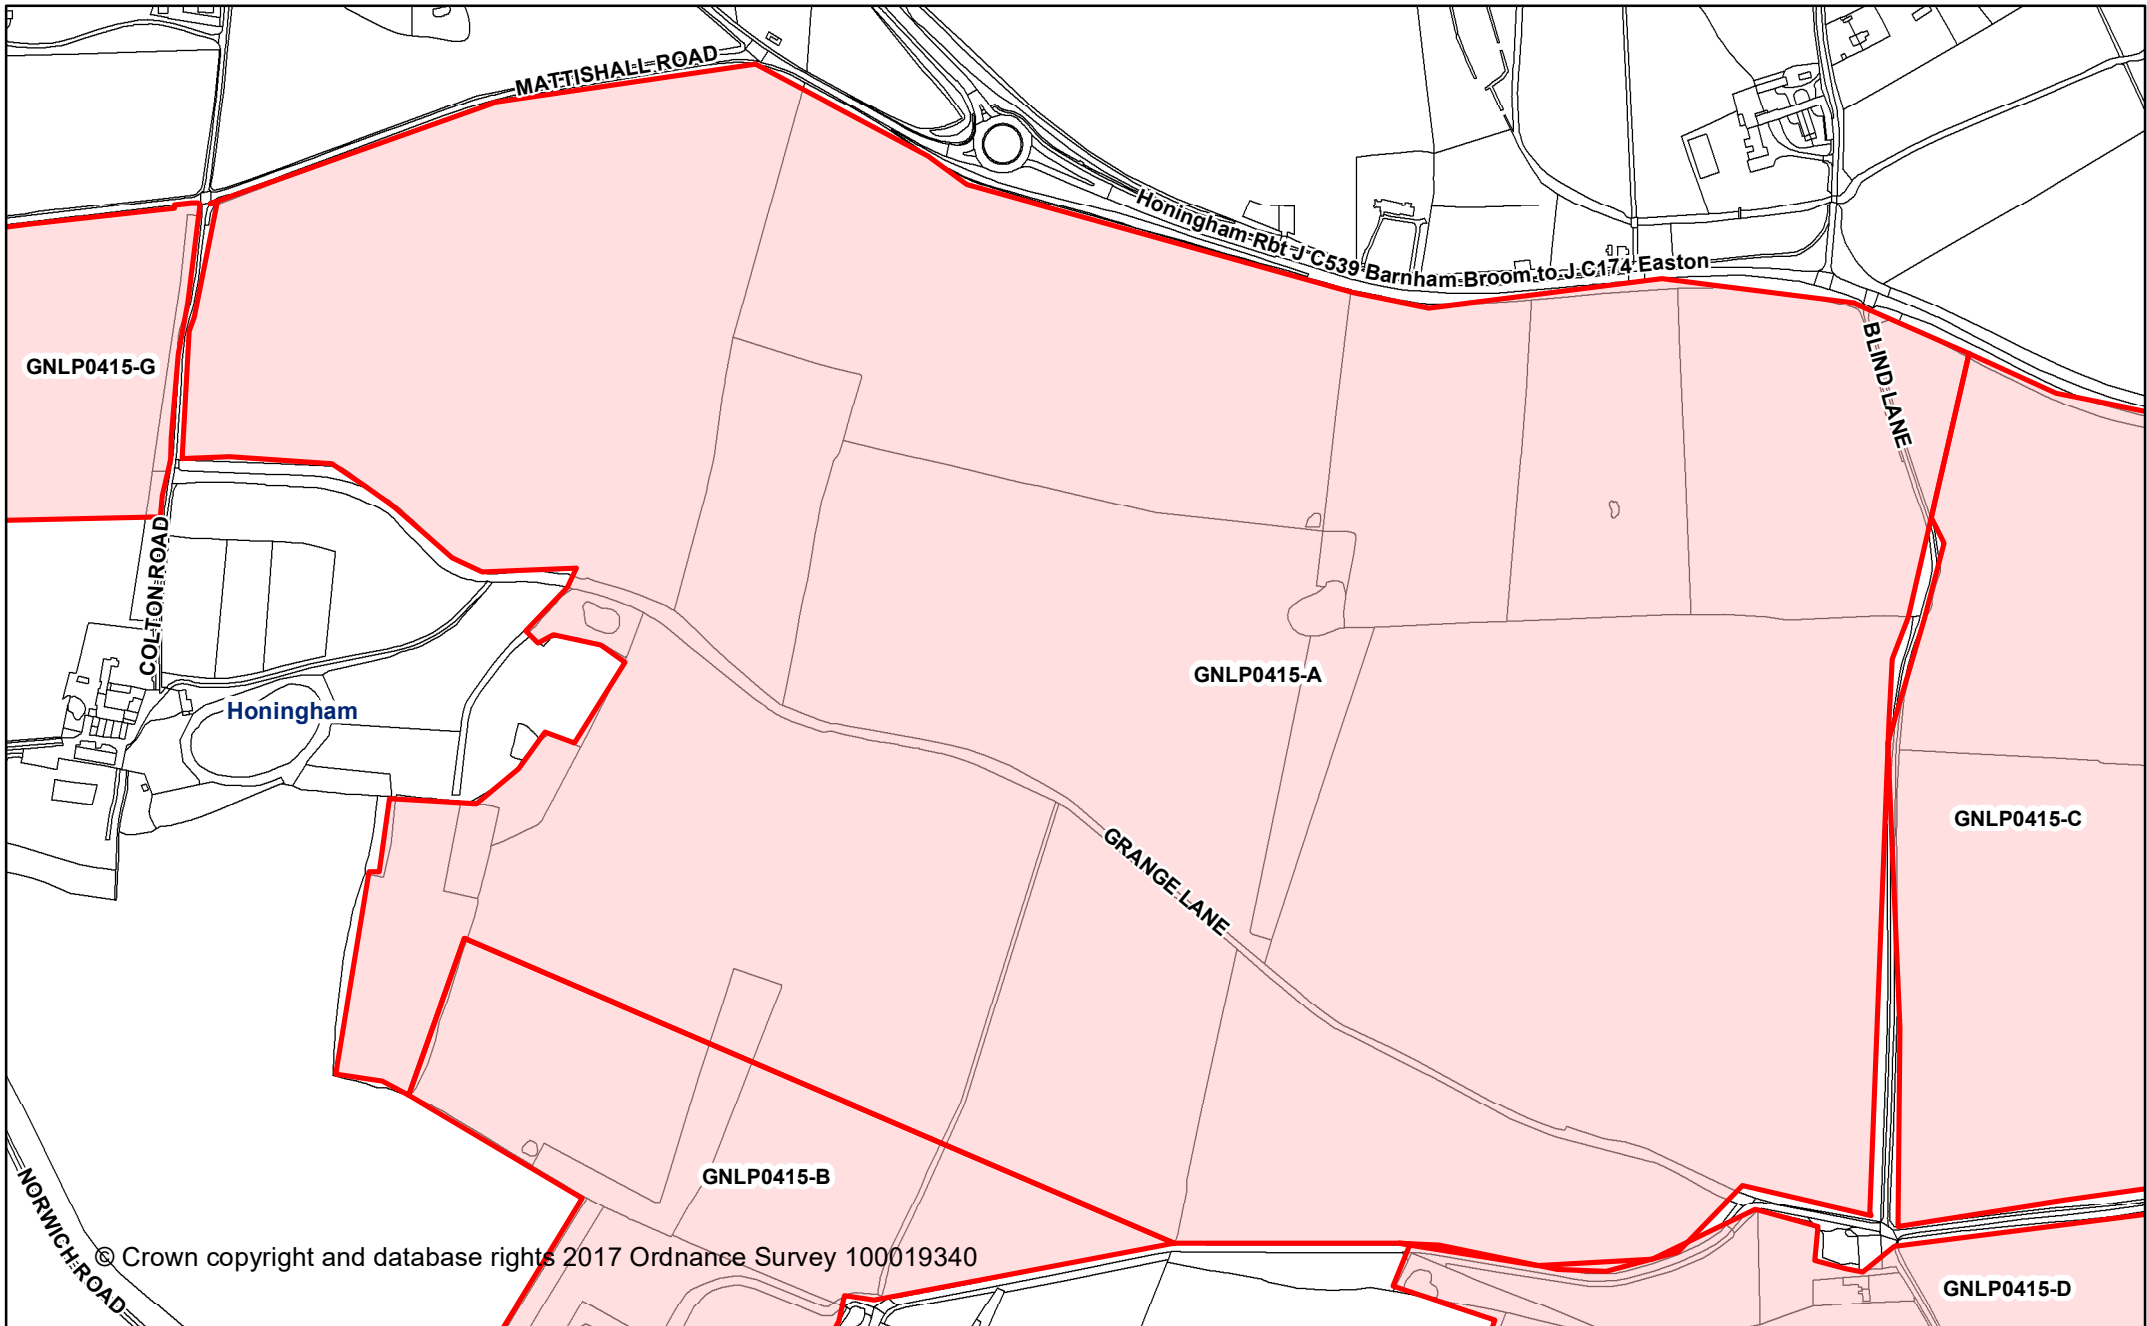 MATTISHALL ROAD
Honingham Rbt J C539 Barnham Broom to J C174 Easton
BLIND LANE
GNLP0415-G
COLTON ROAD
GNLP0415-A
Honingham
GNLP0415-C
GRANGE LANE
GNLP0415-B
NORWICH ROAD
© Crown copyright and database rights 2017 Ordnance Survey 100019340
GNLP0415-D